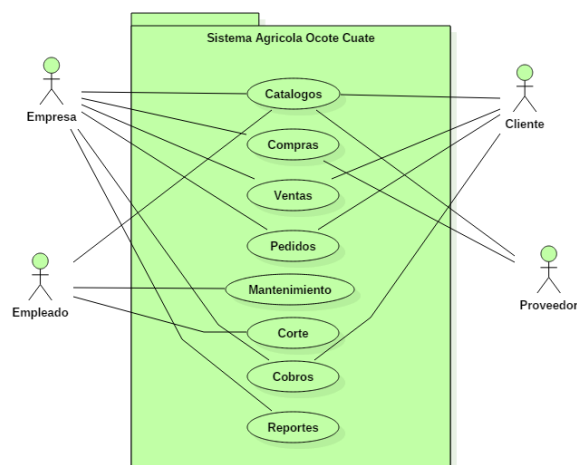 Sistema Agricola Ocote Cuate
Catalogos
Empresa
Cliente
Compras
Ventas
Pedidos
Mantenimiento
Empleado
Proveedor
Corte
Cobros
Reportes